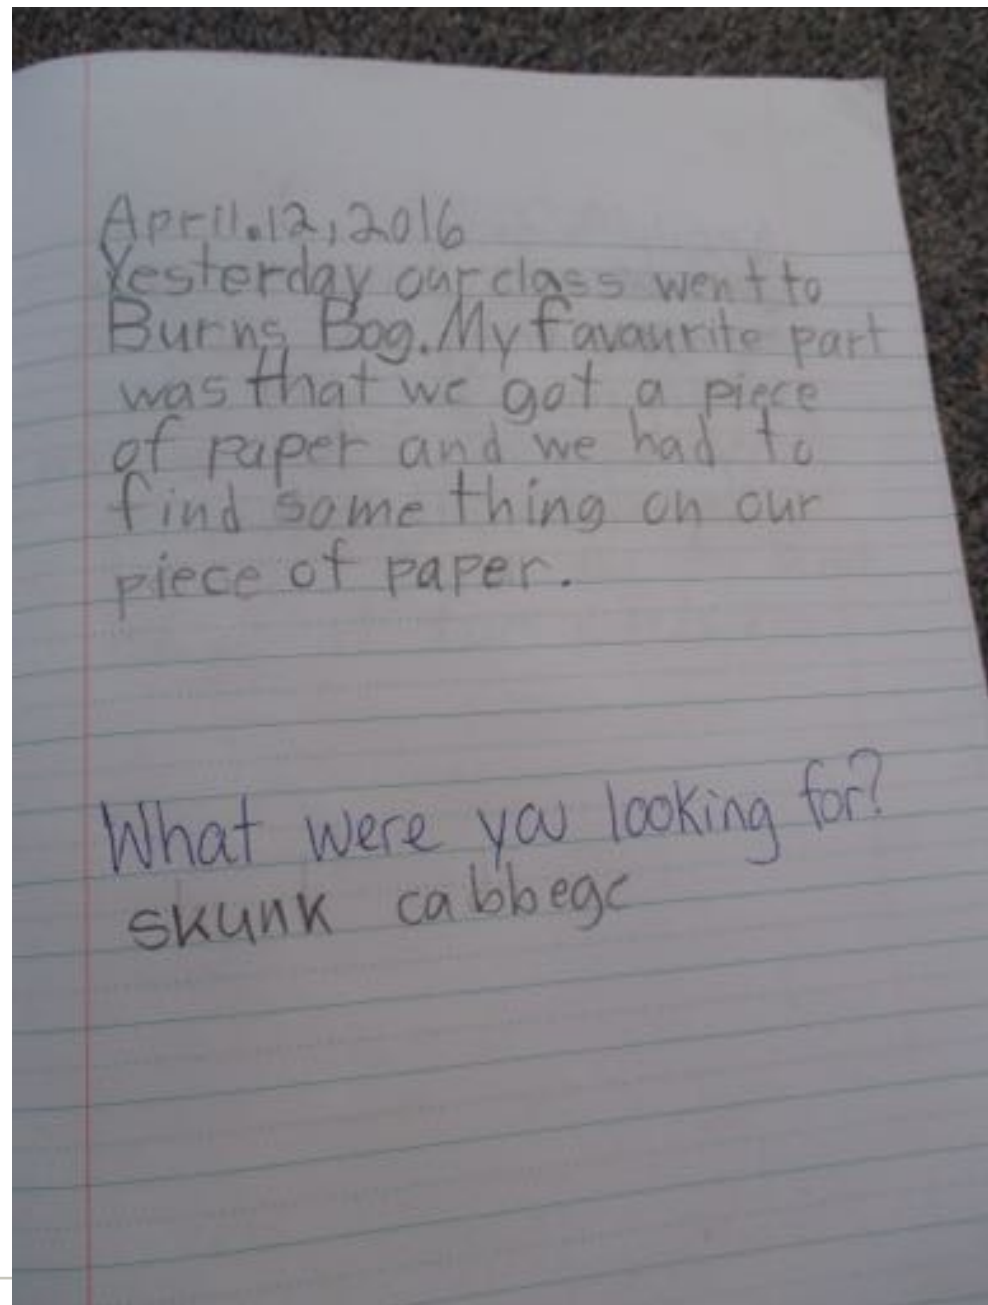 April.12,2016
Yesterday our class went to
Burns Bog. My favaurite part
was that we got a piece
of paper and we had to
find some thing on our
piece of paper.
What were you looking for?
skunk cabbege